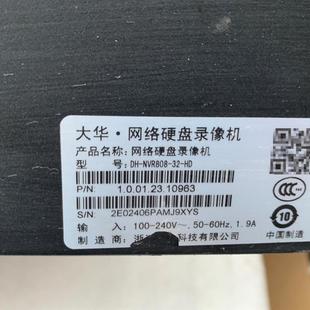 大华·网络硬盘录像机
产品名称: 网络硬盘录像机
型 号: DH-NVR808-32-HD
P/N: 1.0.01.23.10963
S/N: 2E02406PAMJ9XYS
输 入: 100-240V~, 50-60Hz, 1.9A
制造商: 科技有限公司
CCC
10
中国制造